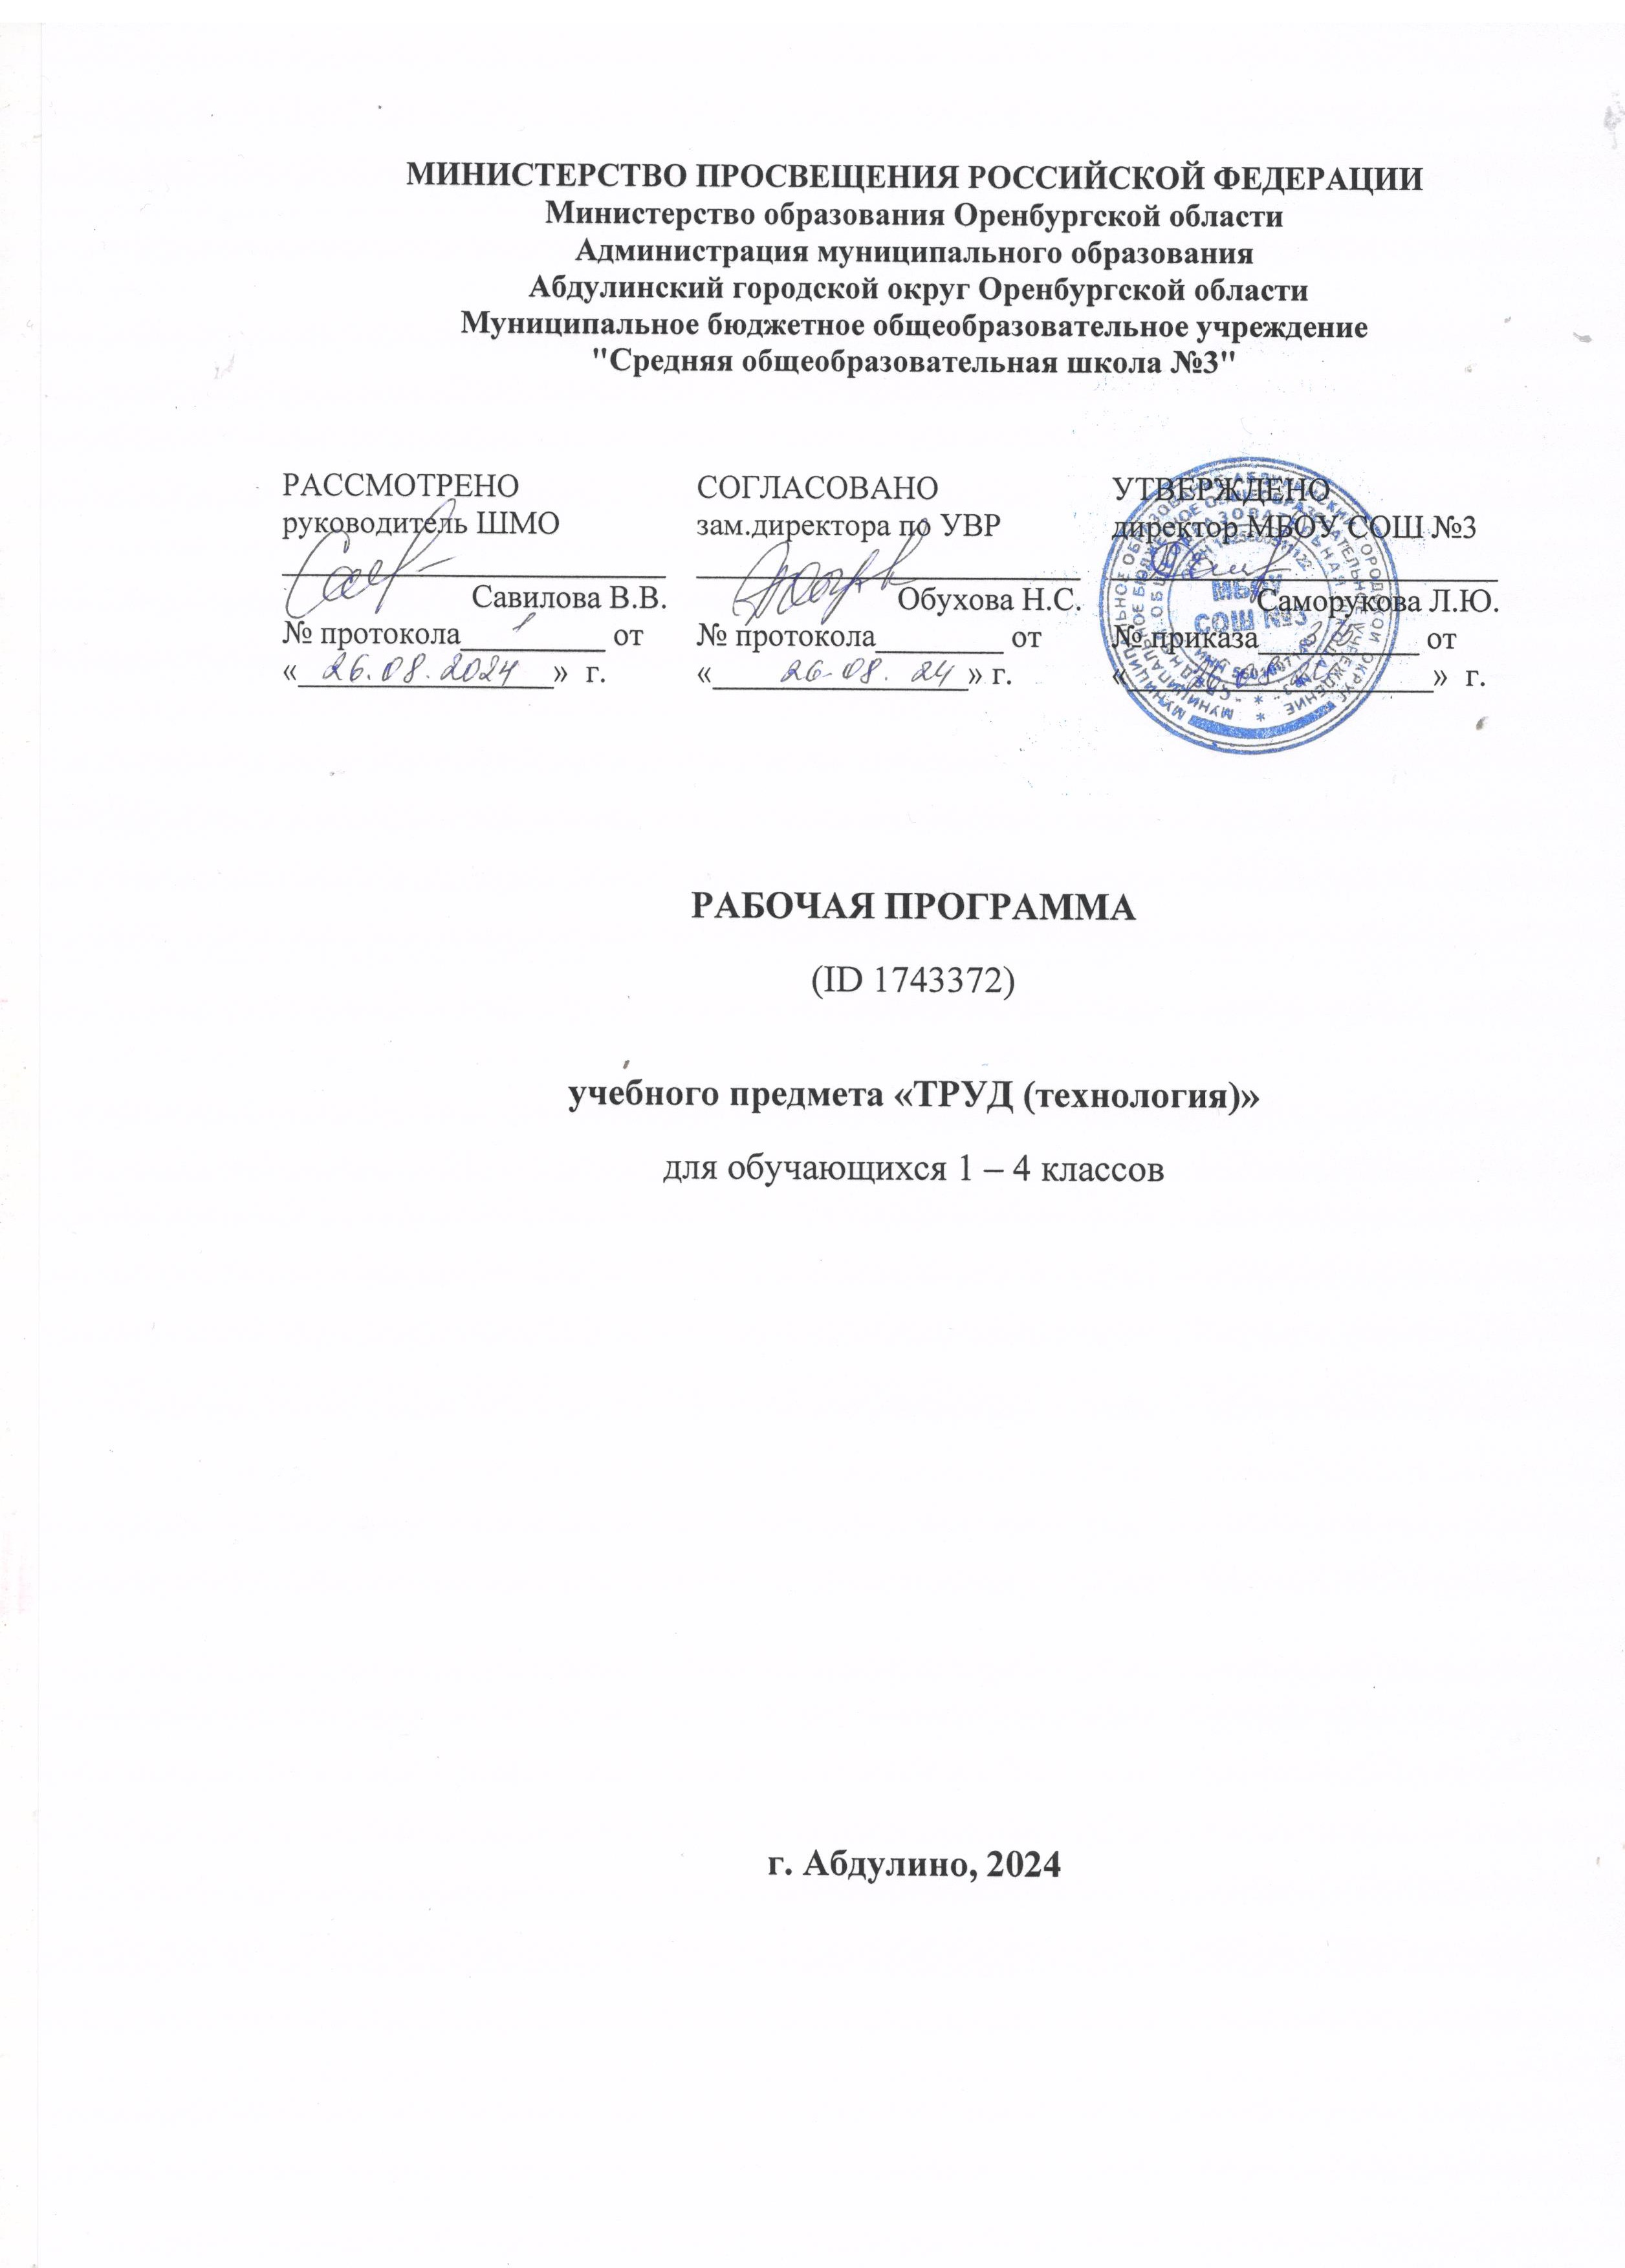 МИНИСТЕРСТВО ПРОСВЕЩЕНИЯ РОССИЙСКОЙ ФЕДЕРАЦИИ
Министерство образования Оренбургской области
Администрация муниципального образования
Абдулинский городской округ Оренбургской области
Муниципальное бюджетное общеобразовательное учреждение
"Средняя общеобразовательная школа №3"
РАССМОТРЕНО
руководитель ШМО
Савилова В.В.
№ протокола 1 от
«26.08.2024» г.
СОГЛАСОВАНО
зам.директора по УВР
Обухова Н.С.
№ протокола от
«26.08. 24» г.
УТВЕРЖДЕНО
директор МБОУ СОШ №3
Саморукова Л.Ю.
№ приказа от
« » г.
МБОУ
СОШ №3
РАБОЧАЯ ПРОГРАММА
(ID 1743372)
учебного предмета «ТРУД (технология)»
для обучающихся 1 – 4 классов
г. Абдулино, 2024